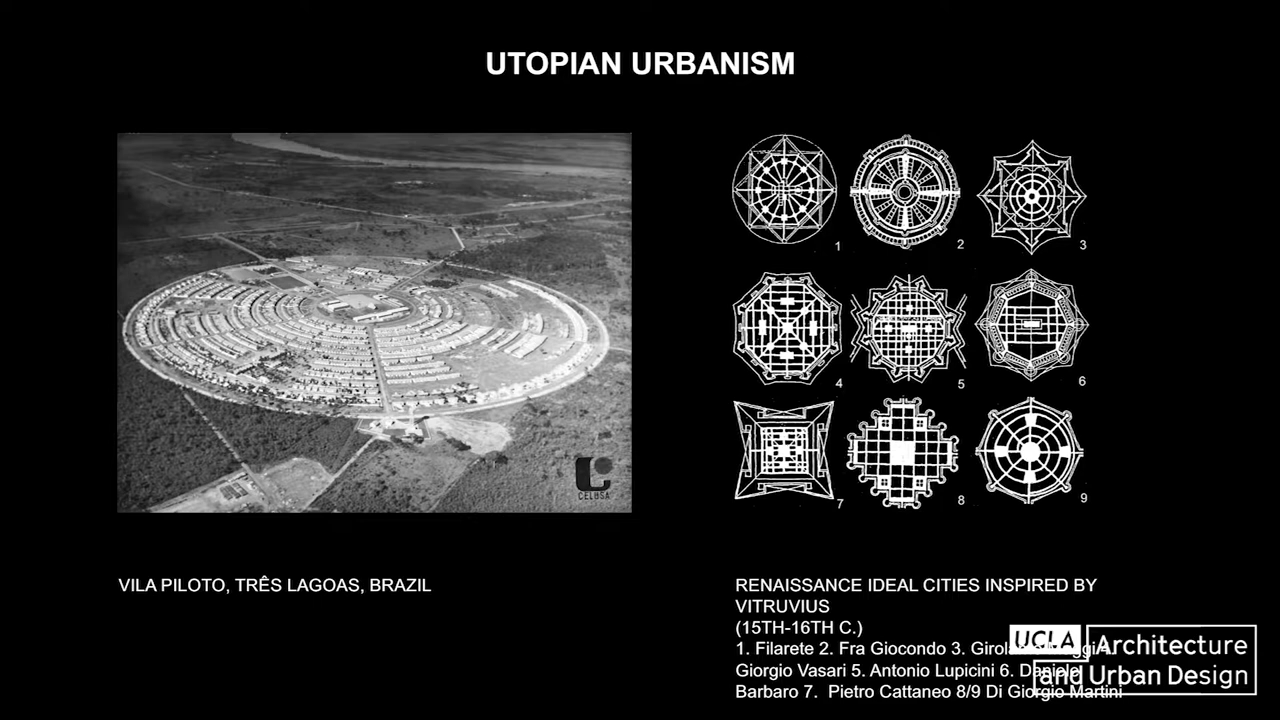 UTOPIAN URBANISM
1
2
3
4
5
6
7
8
9
CELUSA
VILA PILOTO, TRÊS LAGOAS, BRAZIL
RENAISSANCE IDEAL CITIES INSPIRED BY
VITRUVIUS
(15TH-16TH C.)
1. Filarete 2. Fra Giocondo 3.
Giorgio Vasari 5. Antonio Lupicini 6. Daniele
Barbaro 7. Pietro Cattaneo 8/9 Di Giorgio Martini
UCLA Architecture
and Urban Design